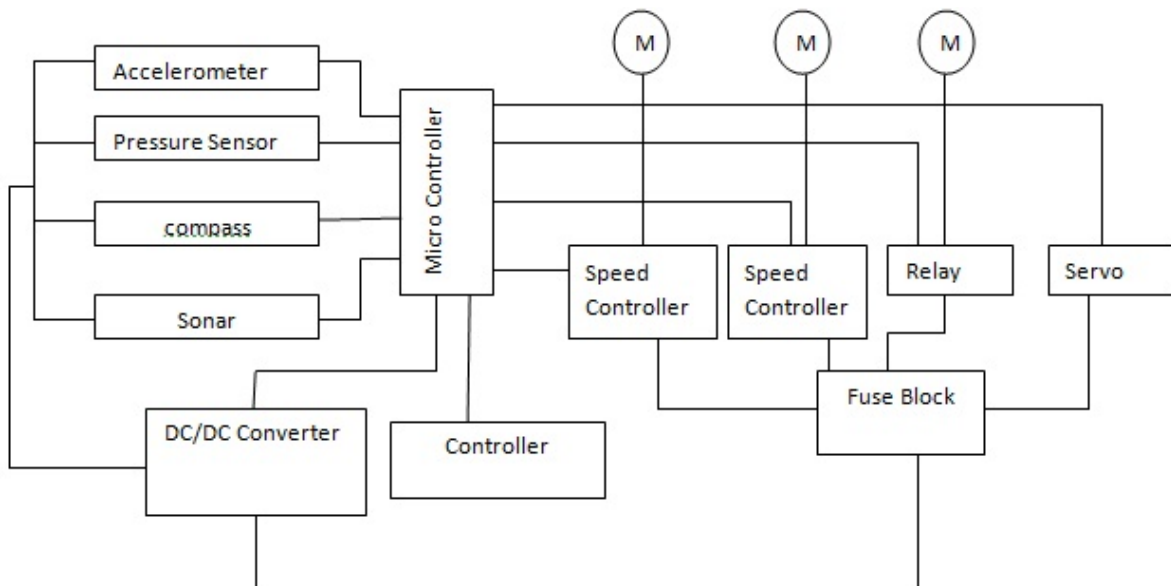 M
M
M
Accelerometer
Pressure Sensor
compass
Sonar
Micro Controller
Speed
Controller
Speed
Controller
Relay
Servo
Fuse Block
DC/DC Converter
Controller